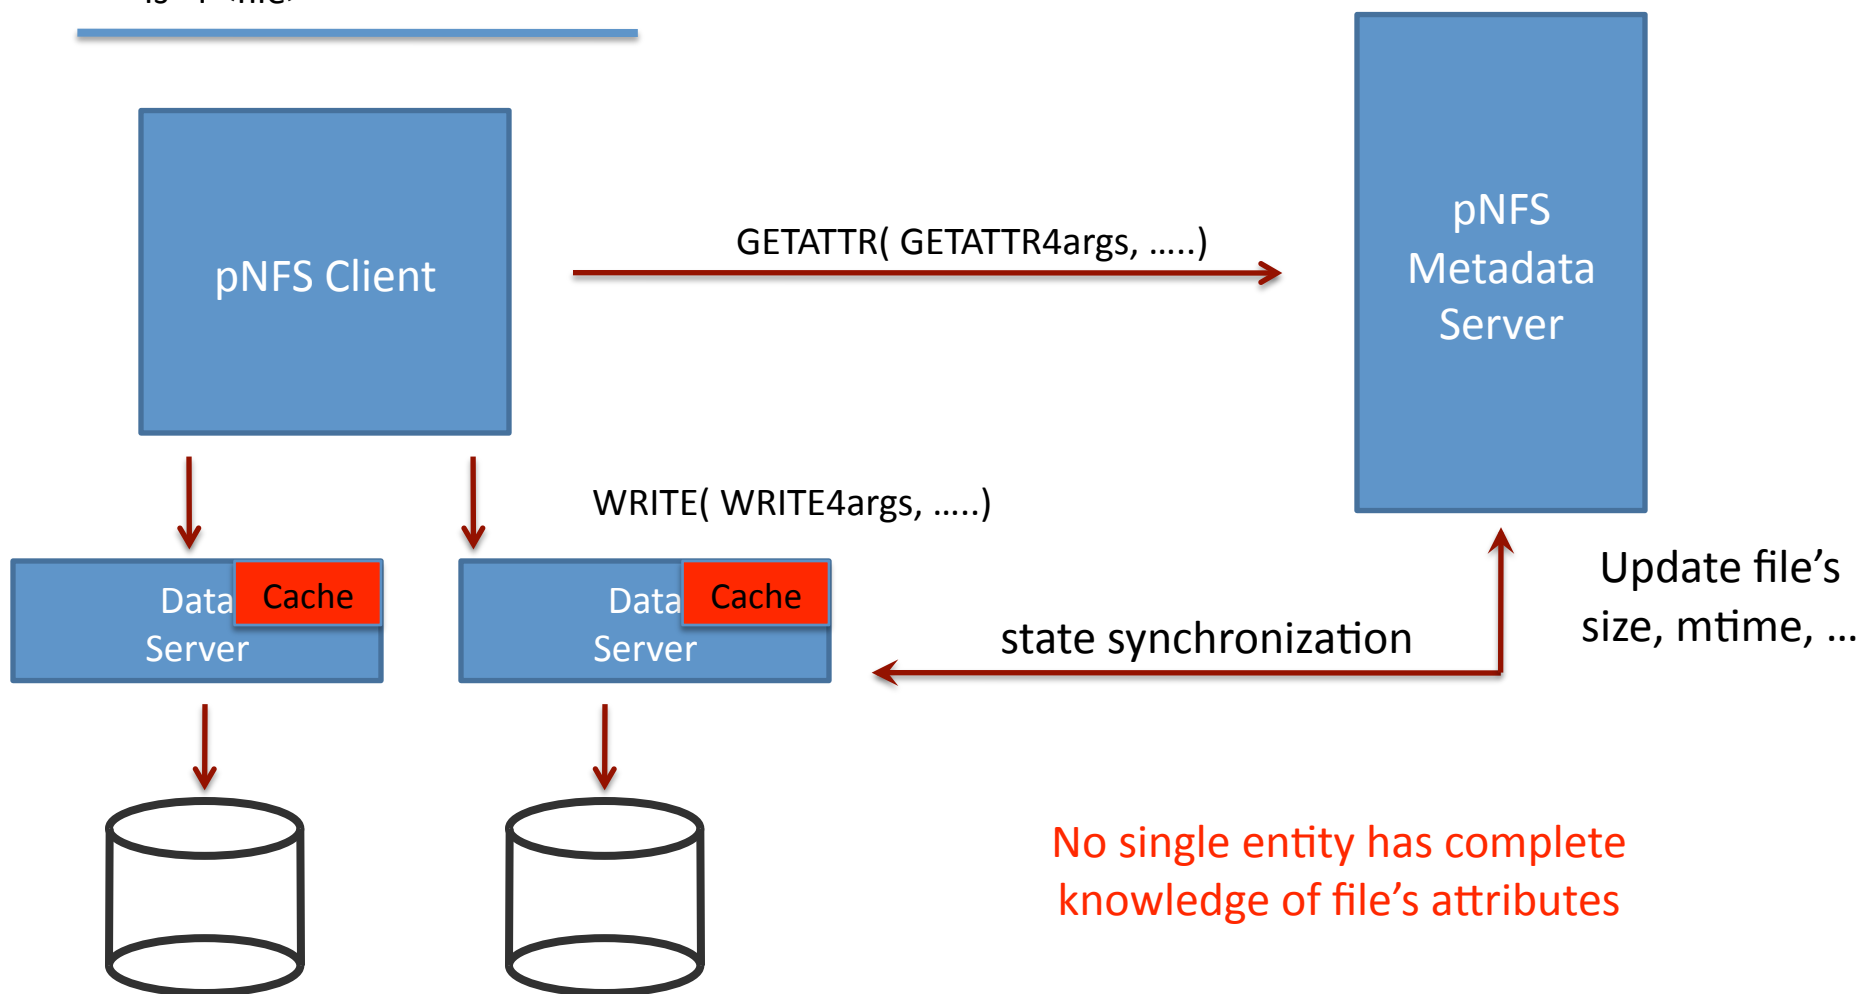 pNFS Client
GETATTR( GETATTR4args, …..)
pNFS
Metadata
Server
WRITE( WRITE4args, …..)
Data
Server
Cache
Data
Server
Cache
state synchronization
Update file’s
size, mtime, …
No single entity has complete
knowledge of file’s attributes